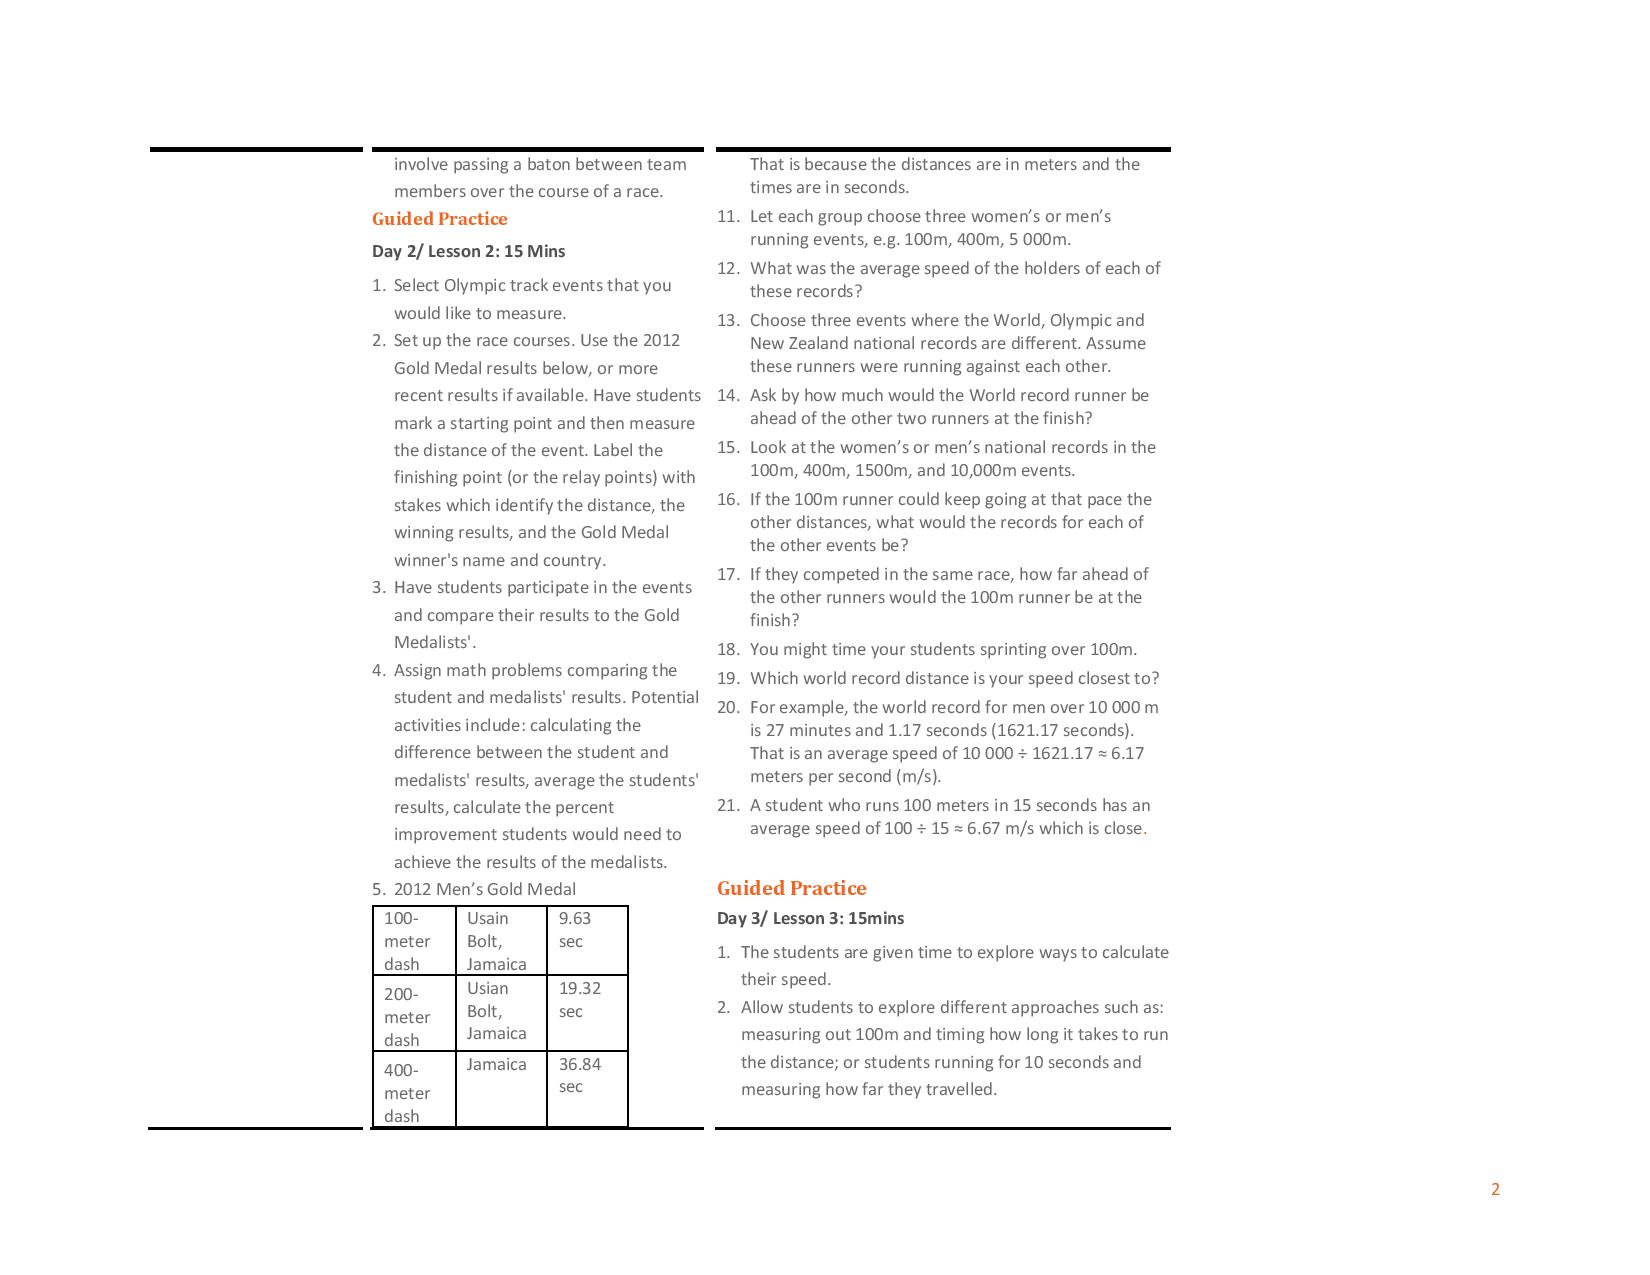 involve passing a baton between team
members over the course of a race.
Guided Practice
Day 2/ Lesson 2: 15 Mins
1. Select Olympic track events that you
would like to measure.
2. Set up the race courses. Use the 2012
Gold Medal results below, or more
recent results if available. Have students
mark a starting point and then measure
the distance of the event. Label the
finishing point (or the relay points) with
stakes which identify the distance, the
winning results, and the Gold Medal
winner's name and country.
3. Have students participate in the events
and compare their results to the Gold
Medalists'.
4. Assign math problems comparing the
student and medalists' results. Potential
activities include: calculating the
difference between the student and
medalists' results, average the students'
results, calculate the percent
improvement students would need to
achieve the results of the medalists.
5. 2012 Men’s Gold Medal
100-
meter
dash
Usain
Bolt,
Jamaica
9.63
sec
200-
meter
dash
Usian
Bolt,
Jamaica
19.32
sec
400-
meter
dash
Jamaica
36.84
sec
That is because the distances are in meters and the
times are in seconds.
11. Let each group choose three women’s or men’s
running events, e.g. 100m, 400m, 5 000m.
12. What was the average speed of the holders of each of
these records?
13. Choose three events where the World, Olympic and
New Zealand national records are different. Assume
these runners were running against each other.
14. Ask by how much would the World record runner be
ahead of the other two runners at the finish?
15. Look at the women’s or men’s national records in the
100m, 400m, 1500m, and 10,000m events.
16. If the 100m runner could keep going at that pace the
other distances, what would the records for each of
the other events be?
17. If they competed in the same race, how far ahead of
the other runners would the 100m runner be at the
finish?
18. You might time your students sprinting over 100m.
19. Which world record distance is your speed closest to?
20. For example, the world record for men over 10 000 m
is 27 minutes and 1.17 seconds (1621.17 seconds).
That is an average speed of 10 000 ÷ 1621.17 ≈ 6.17
meters per second (m/s).
21. A student who runs 100 meters in 15 seconds has an
average speed of 100 ÷ 15 ≈ 6.67 m/s which is close.
Guided Practice
Day 3/ Lesson 3: 15mins
1. The students are given time to explore ways to calculate
their speed.
2. Allow students to explore different approaches such as:
measuring out 100m and timing how long it takes to run
the distance; or students running for 10 seconds and
measuring how far they travelled.
2